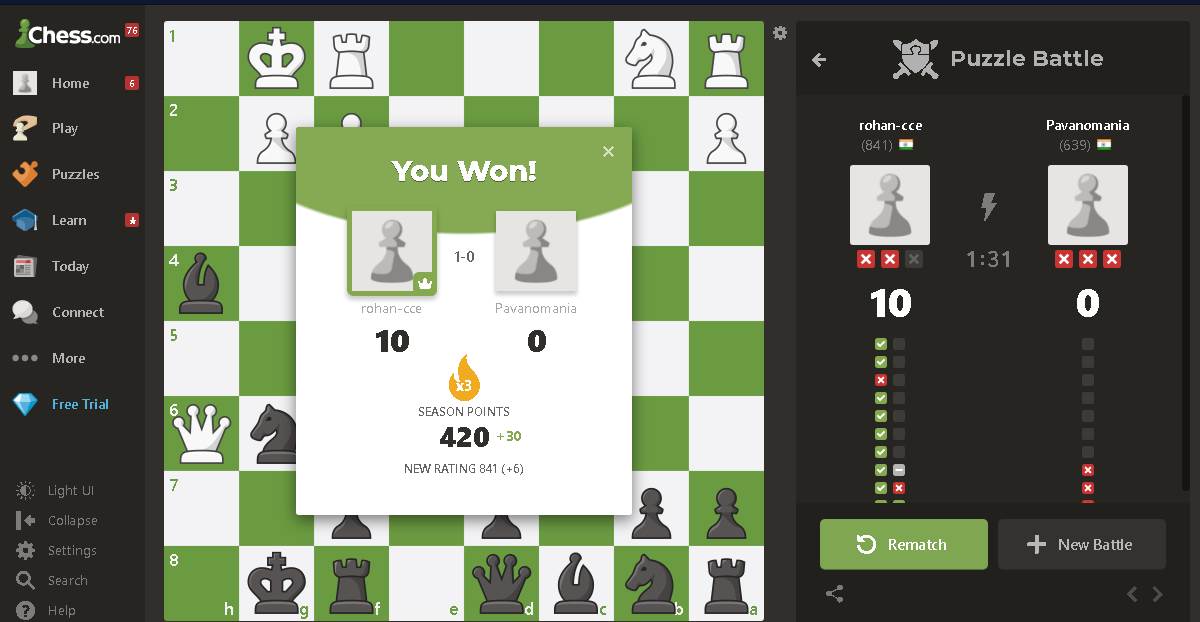 Chess.com 76
Home 6
Play
Puzzles
Learn
Today
Connect
More
Free Trial
Light UI
Collapse
Settings
Search
Help
1
2
3
4
5
6
7
8
h g f e d c b a
You Won!
1-0
rohan-cce Pavanomania
10 0
x3
SEASON POINTS
420 +30
NEW RATING 841 (+6)
Puzzle Battle
rohan-cce Pavanomania
(841) (639)
1:31
10 0
Rematch New Battle